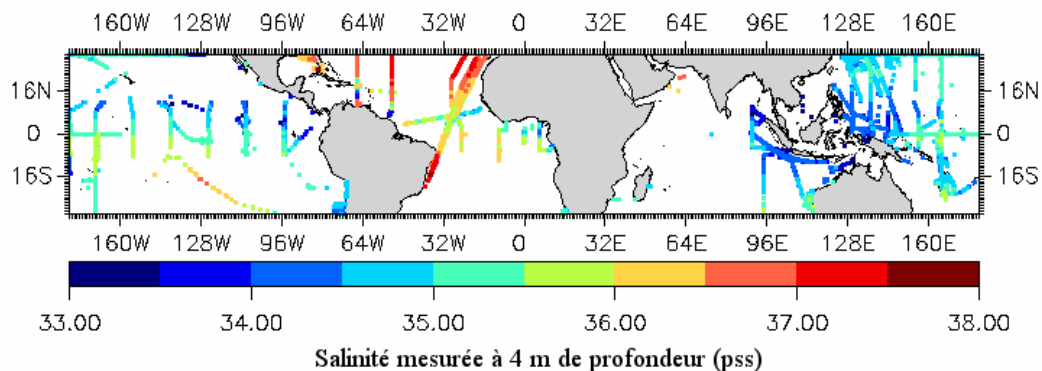 160W 128W 96W 64W 32W 0 32E 64E 96E 128E 160E
16N 16N
0 0
16S 16S
160W 128W 96W 64W 32W 0 32E 64E 96E 128E 160E
33.00 34.00 35.00 36.00 37.00 38.00
Salinité mesurée à 4 m de profondeur (pss)